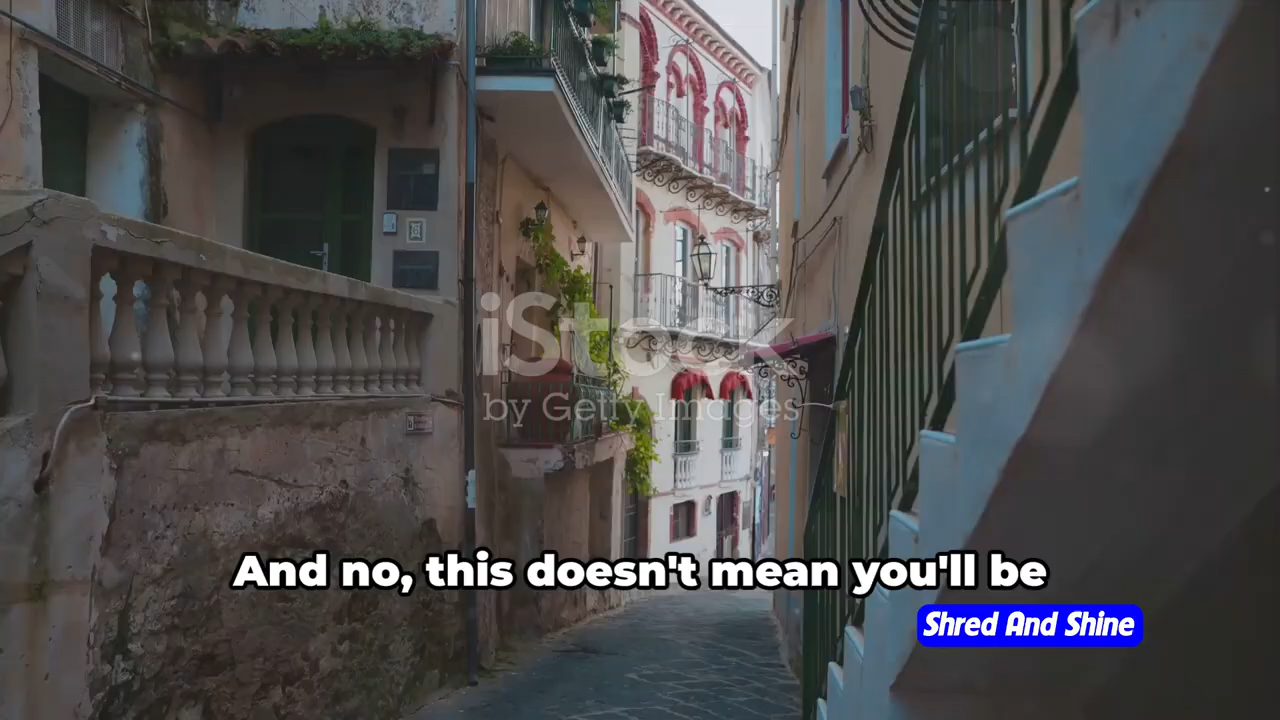 iStock
by Getty Images
And no, this doesn't mean you'll be
Shred And Shine